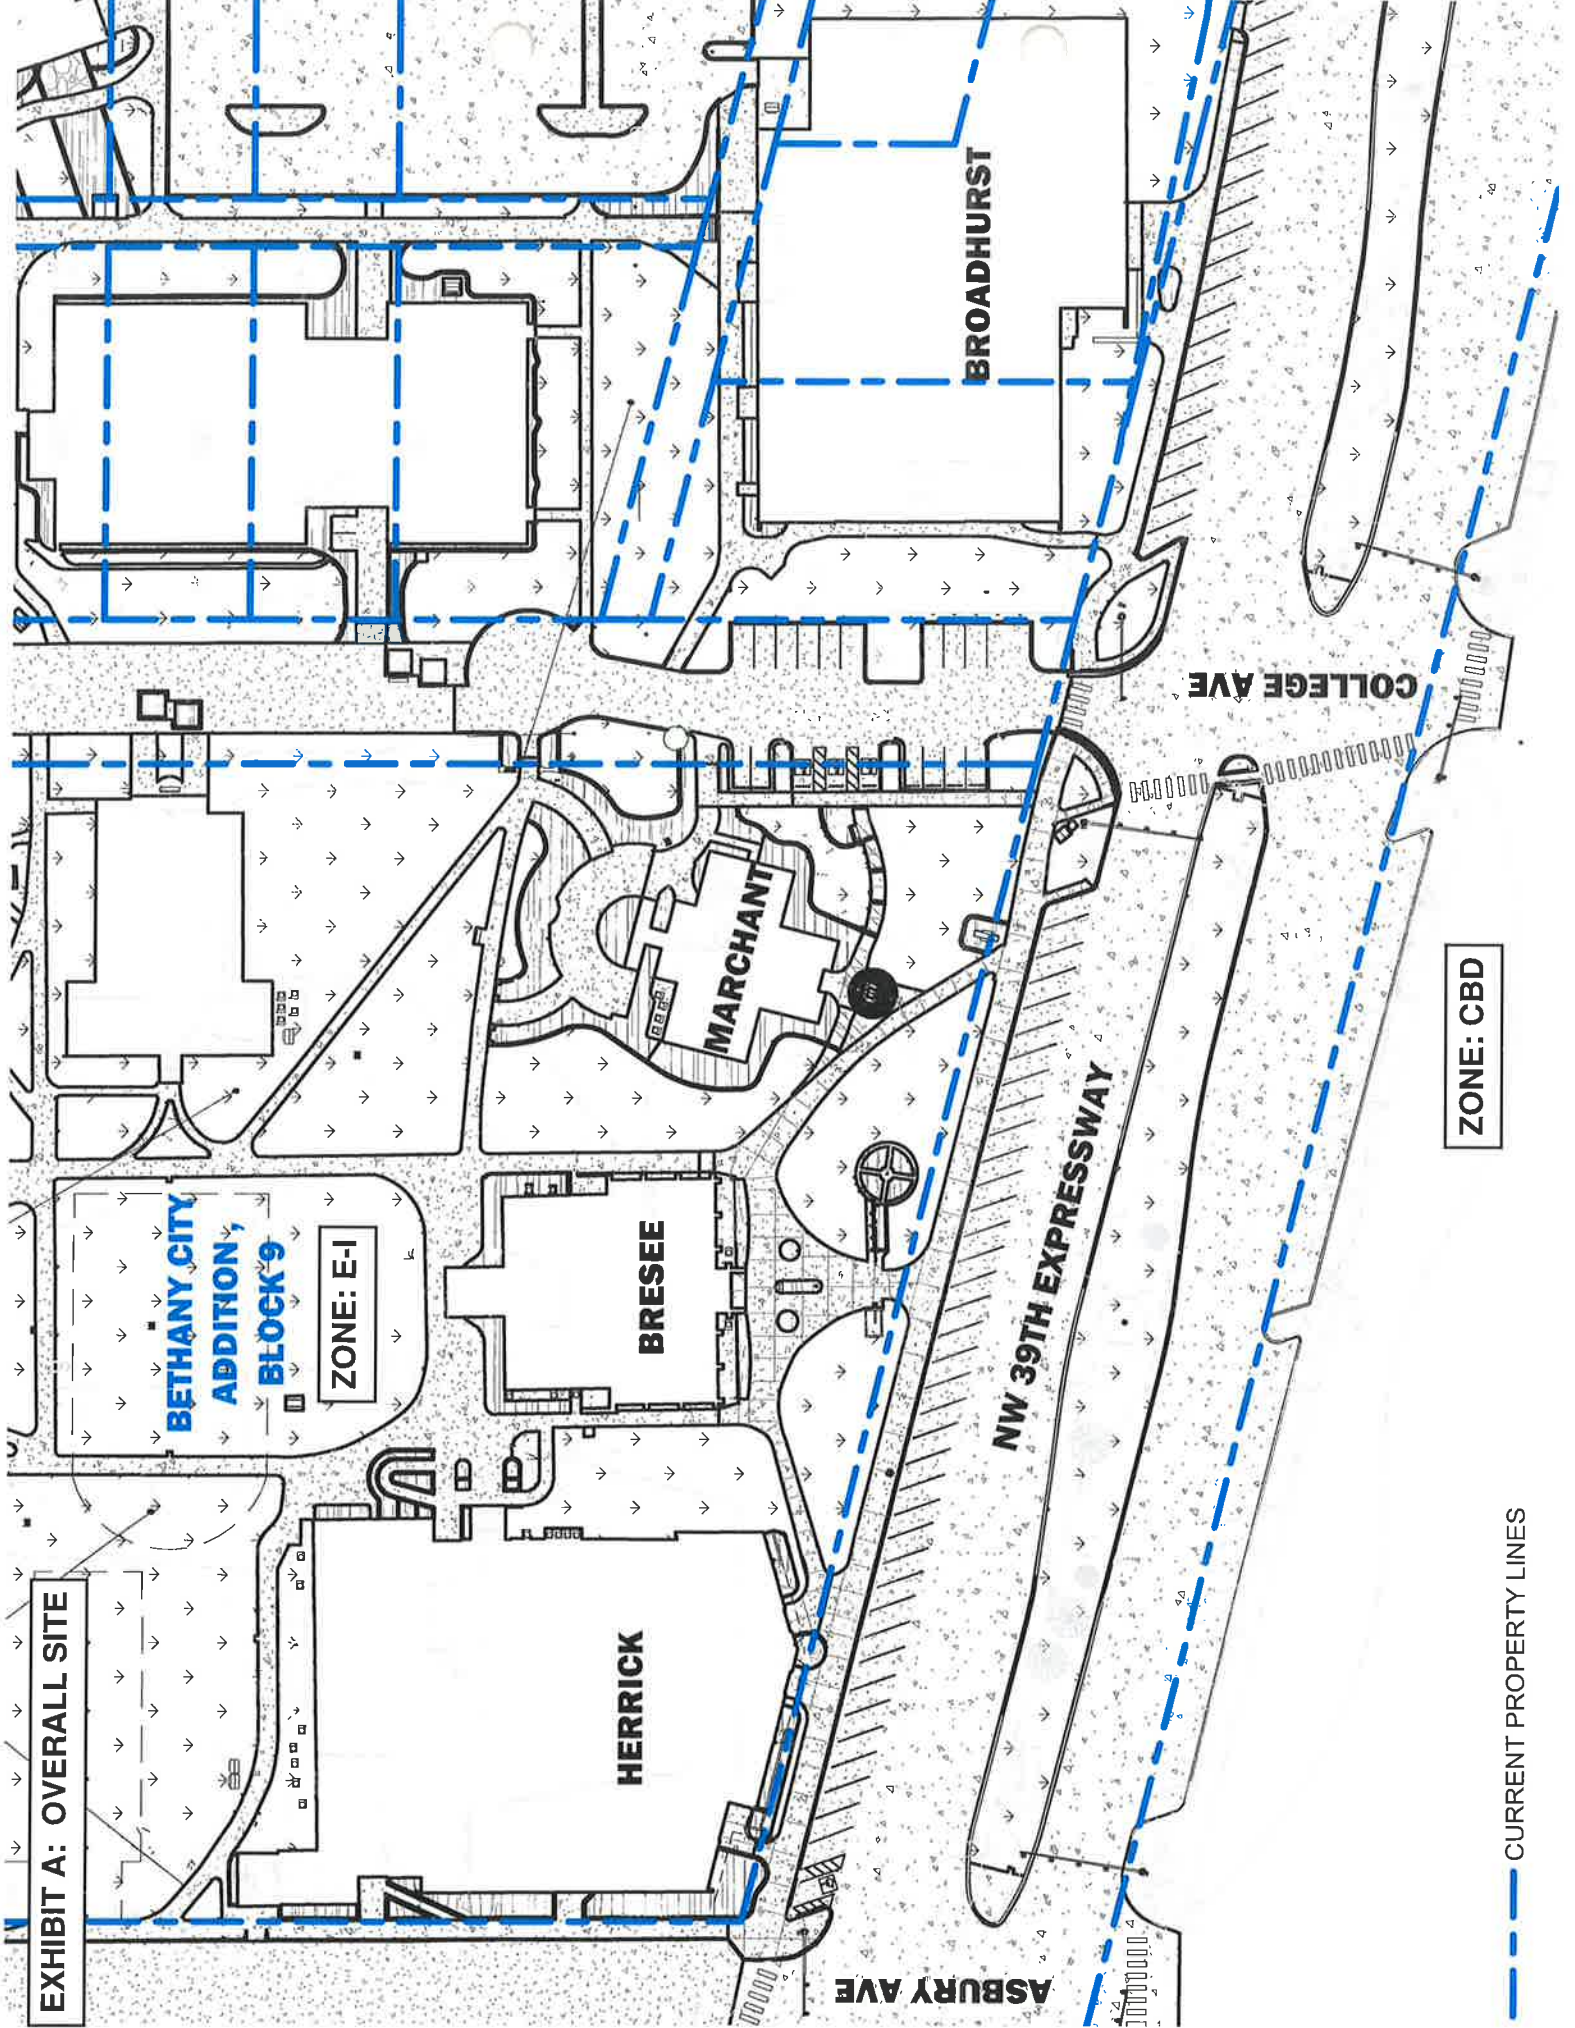 EXHIBIT A: OVERALL SITE
BETHANY CITY
ADDITION,
BLOCK 9
ZONE: E-I
HERRICK
BRESEE
MARCHANT
BROADHURST
ASBURY AVE
NW 39TH EXPRESSWAY
COLLEGE AVE
ZONE: CBD
CURRENT PROPERTY LINES